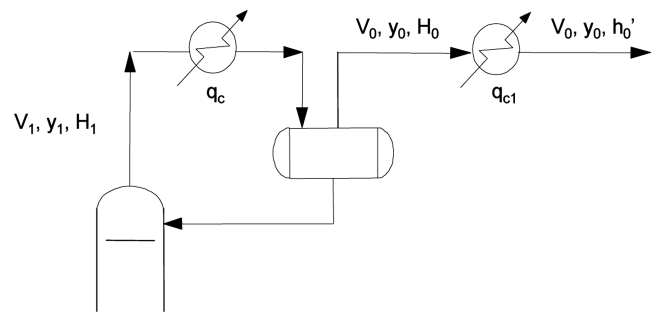 V₀, y₀, H₀
V₀, y₀, h₀’
q꜀
q꜀₁
V₁, y₁, H₁